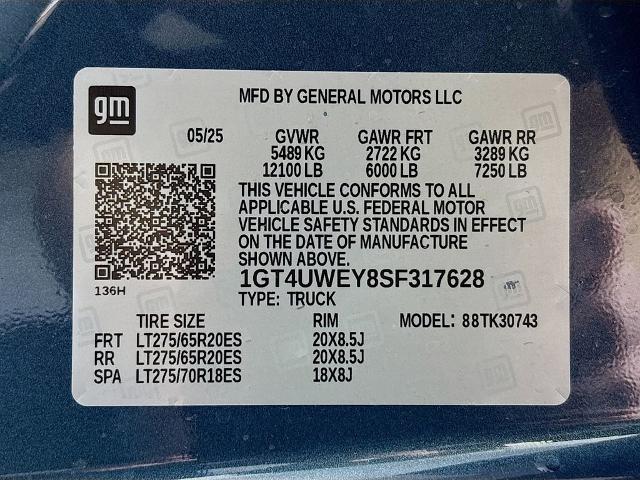 gm
MFD BY GENERAL MOTORS LLC
05/25 GVWR GAWR FRT GAWR RR
5489 KG 2722 KG 3289 KG
12100 LB 6000 LB 7250 LB
THIS VEHICLE CONFORMS TO ALL
APPLICABLE U.S. FEDERAL MOTOR
VEHICLE SAFETY STANDARDS IN EFFECT
ON THE DATE OF MANUFACTURE
SHOWN ABOVE.
136H
1GT4UWEY8SF317628
TYPE: TRUCK
TIRE SIZE RIM MODEL: 88TK30743
FRT LT275/65R20ES 20X8.5J
RR LT275/65R20ES 20X8.5J
SPA LT275/70R18ES 18X8J